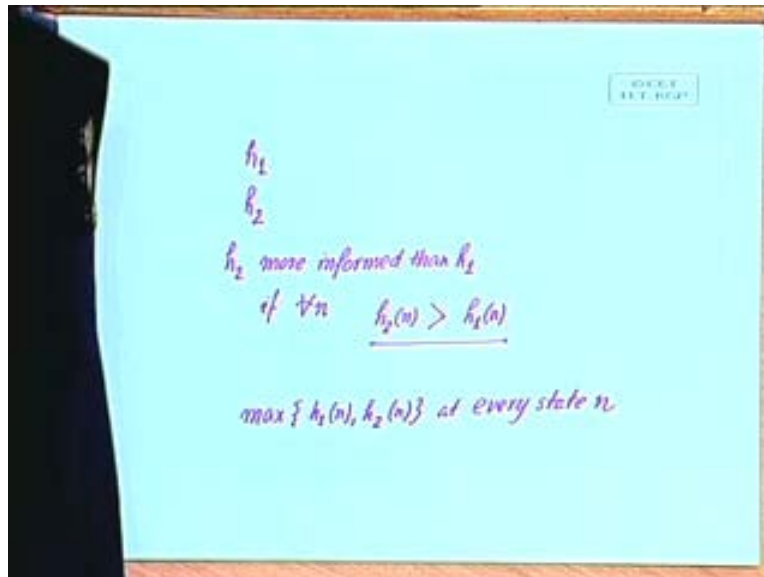 h₁
h₂
h₂ more informed than h₁
if ∀n h₂(n) > h₁(n)
max { h₁(n), h₂(n)} at every state n